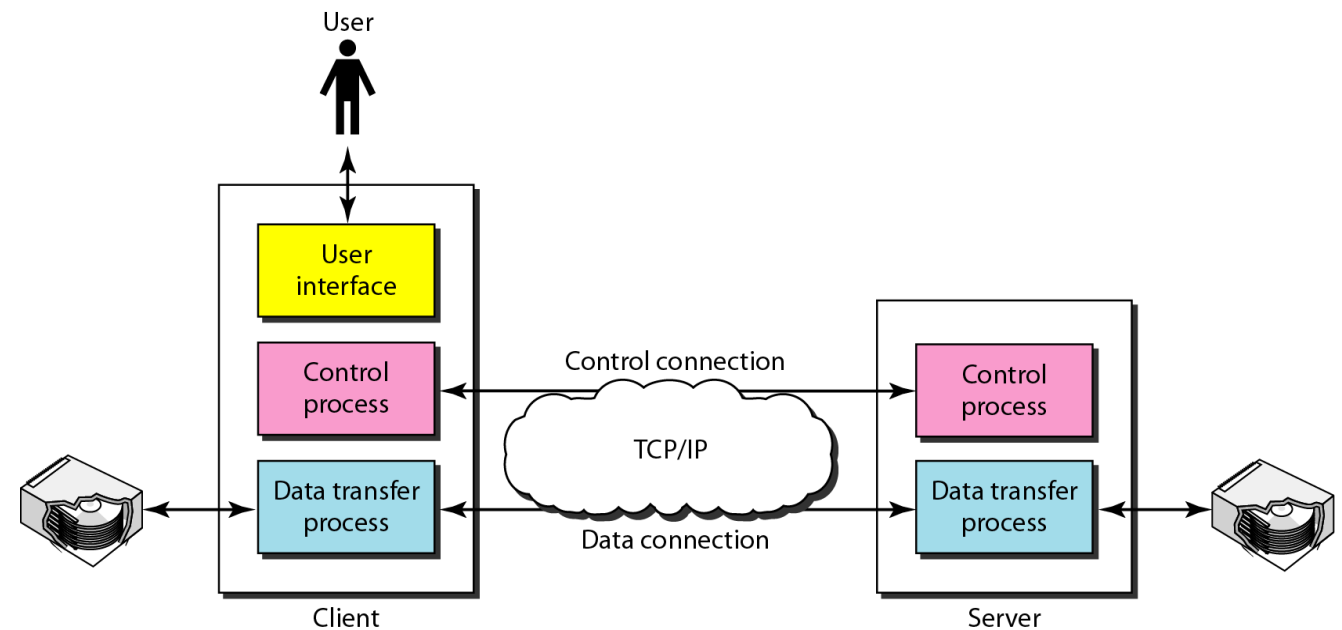 User
User
interface
Control
process
Data transfer
process
Client
Control connection
TCP/IP
Data connection
Control
process
Data transfer
process
Server